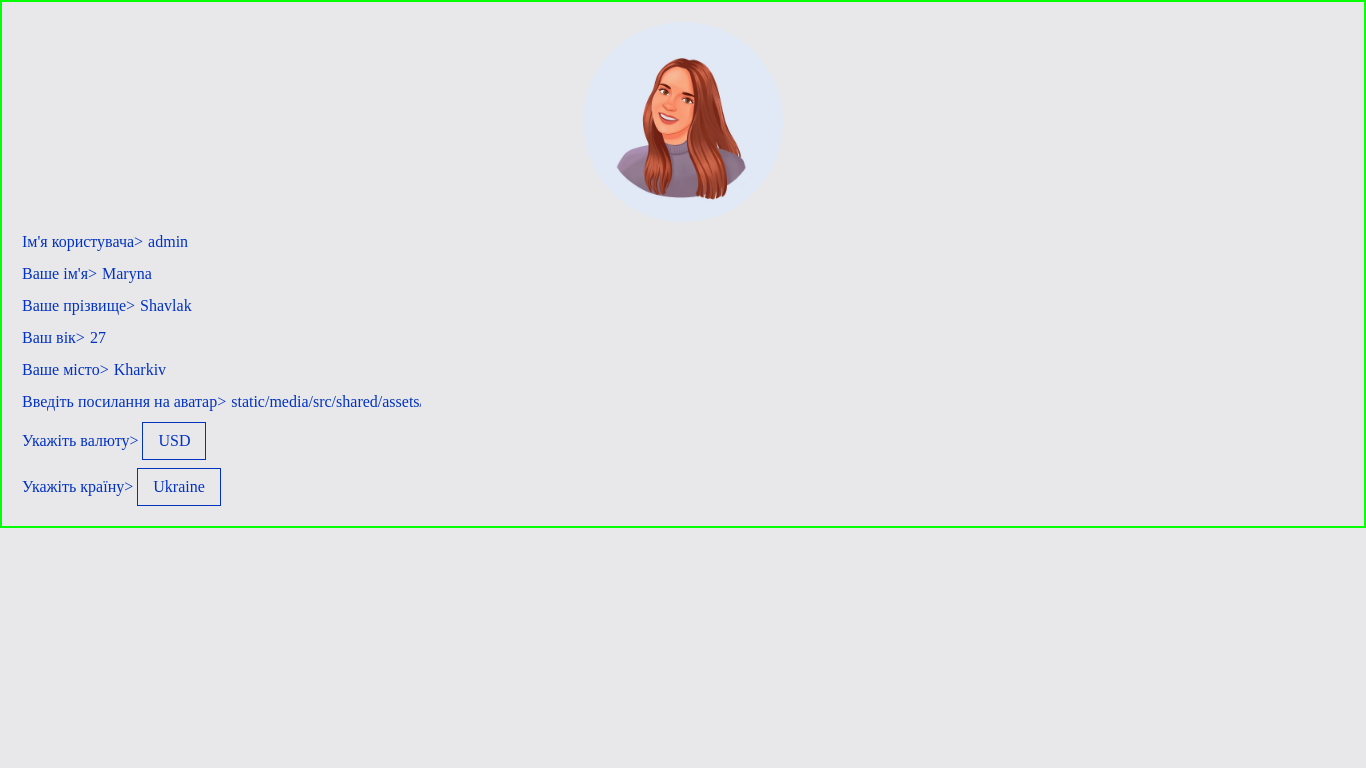 Ім'я користувача> admin
Ваше ім'я> Maryna
Ваше прізвище> Shavlak
Ваш вік> 27
Ваше місто> Kharkiv
Введіть посилання на аватар> static/media/src/shared/assets/
Укажіть валюту> USD
Укажіть країну> Ukraine